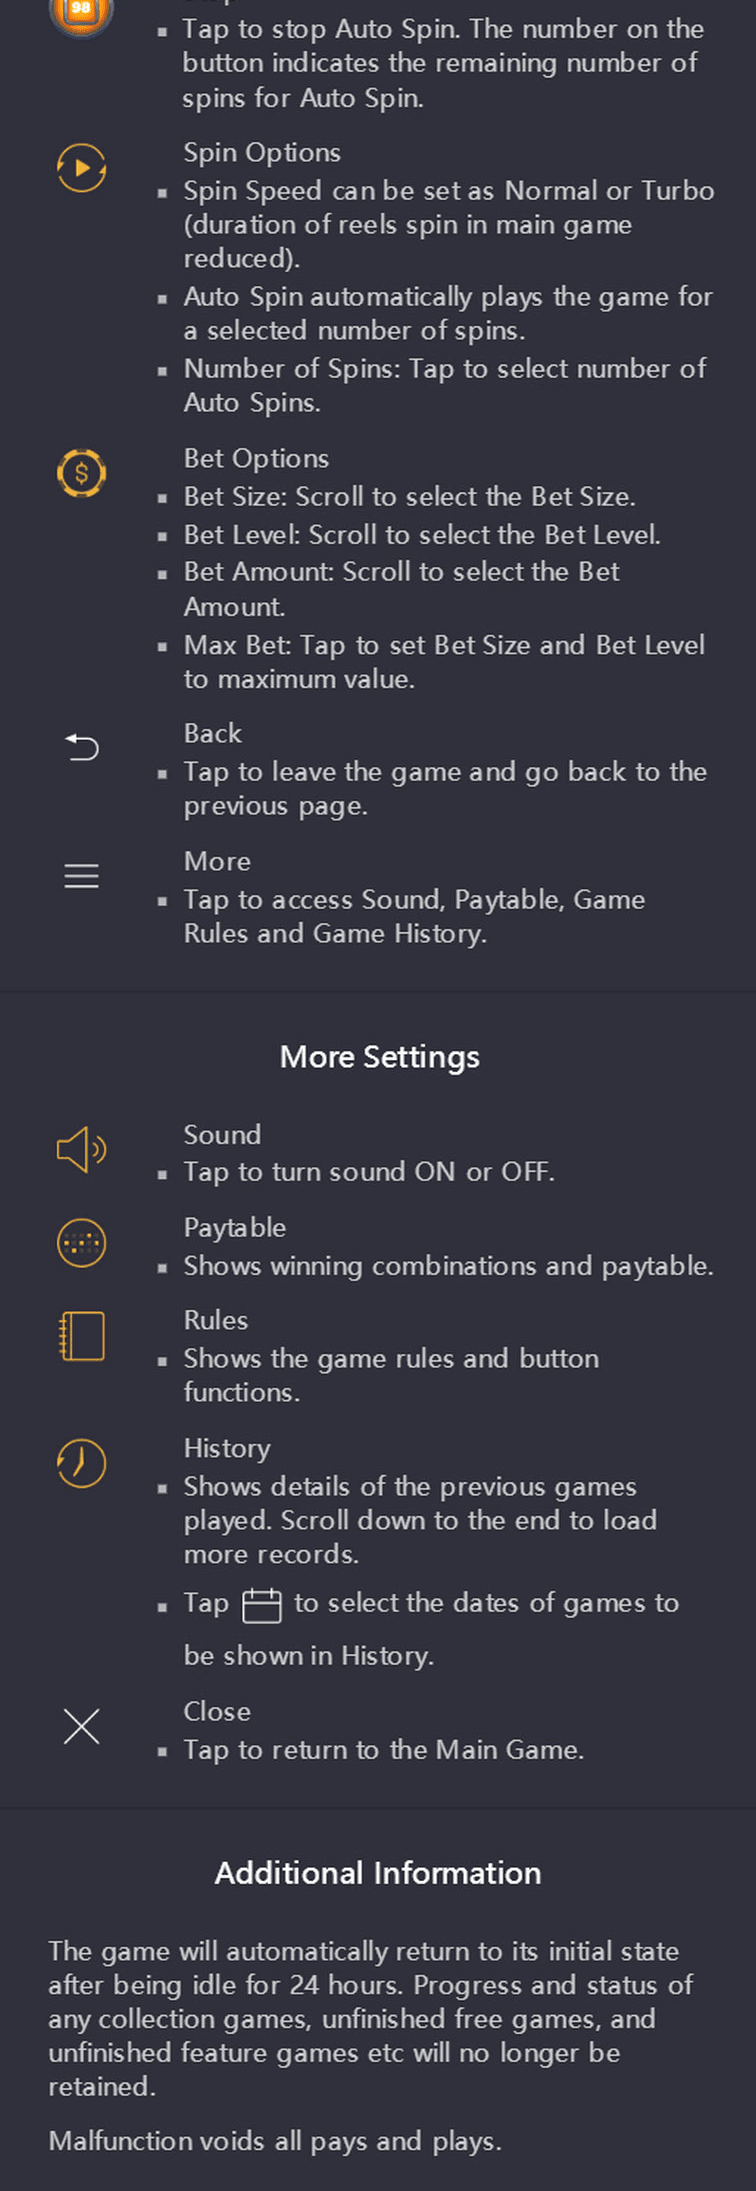 98
Tap to stop Auto Spin. The number on the
button indicates the remaining number of
spins for Auto Spin.
Spin Options
Spin Speed can be set as Normal or Turbo
(duration of reels spin in main game
reduced).
Auto Spin automatically plays the game for
a selected number of spins.
Number of Spins: Tap to select number of
Auto Spins.
$
Bet Options
Bet Size: Scroll to select the Bet Size.
Bet Level: Scroll to select the Bet Level.
Bet Amount: Scroll to select the Bet
Amount.
Max Bet: Tap to set Bet Size and Bet Level
to maximum value.
Back
Tap to leave the game and go back to the
previous page.
More
Tap to access Sound, Paytable, Game
Rules and Game History.
More Settings
Sound
Tap to turn sound ON or OFF.
Paytable
Shows winning combinations and paytable.
Rules
Shows the game rules and button
functions.
History
Shows details of the previous games
played. Scroll down to the end to load
more records.
Tap to select the dates of games to
be shown in History.
Close
Tap to return to the Main Game.
Additional Information
The game will automatically return to its initial state
after being idle for 24 hours. Progress and status of
any collection games, unfinished free games, and
unfinished feature games etc will no longer be
retained.
Malfunction voids all pays and plays.